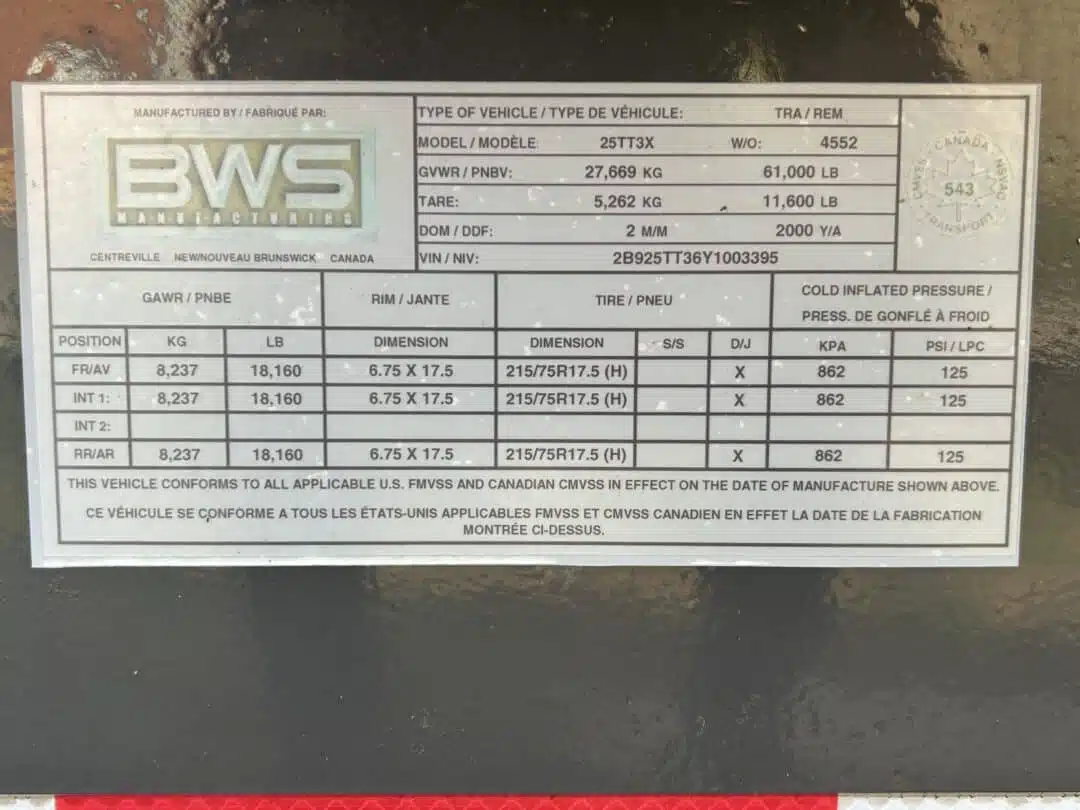 MANUFACTURED BY / FABRIQUÉ PAR:
BWS
MANUFACTURING
CENTREVILLE NEW/NOUVEAU BRUNSWICK CANADA
TYPE OF VEHICLE / TYPE DE VÉHICULE: TRA / REM
MODEL / MODÈLE: 25TT3X W/O: 4552
GVWR / PNBV: 27,669 KG 61,000 LB
TARE: 5,262 KG 11,600 LB
DOM / DDF: 2 M/M 2000 Y/A
VIN / NIV: 2B925TT36Y1003395
CANADA
CMVSS NSVAC
543
TRANSPORT
GAWR / PNBE RIM / JANTE TIRE / PNEU COLD INFLATED PRESSURE /
PRESS. DE GONFLÉ À FROID
POSITION KG LB DIMENSION DIMENSION S/S D/J KPA PSI / LPC
FR/AV 8,237 18,160 6.75 X 17.5 215/75R17.5 (H) X 862 125
INT 1: 8,237 18,160 6.75 X 17.5 215/75R17.5 (H) X 862 125
INT 2:
RR/AR 8,237 18,160 6.75 X 17.5 215/75R17.5 (H) X 862 125
THIS VEHICLE CONFORMS TO ALL APPLICABLE U.S. FMVSS AND CANADIAN CMVSS IN EFFECT ON THE DATE OF MANUFACTURE SHOWN ABOVE.
CE VÉHICULE SE CONFORME A TOUS LES ÉTATS-UNIS APPLICABLES FMVSS ET CMVSS CANADIEN EN EFFET LA DATE DE LA FABRICATION
MONTRÉE CI-DESSUS.